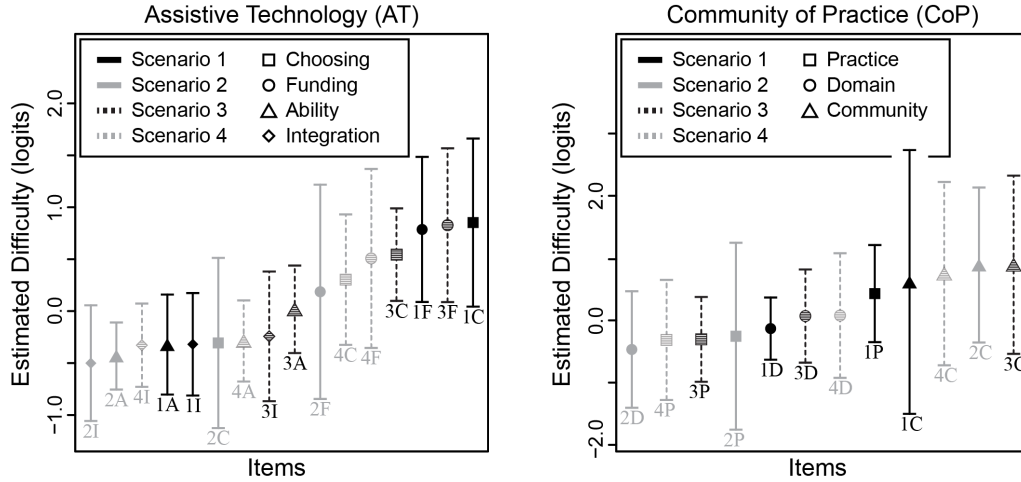 Assistive Technology (AT)
Scenario 1
Scenario 2
Scenario 3
Scenario 4
Choosing
Funding
Ability
Integration
Estimated Difficulty (logits)
2.0
1.0
0.0
−1.0
2I
2A
4I
1A
1I
2C
4A
3I
3A
2F
4C
4F
3C
1F
3F
1C
Items
Community of Practice (CoP)
Scenario 1
Scenario 2
Scenario 3
Scenario 4
Practice
Domain
Community
Estimated Difficulty (logits)
2.0
0.0
−2.0
2D
4P
3P
2P
1D
3D
4D
1P
1C
4C
2C
3C
Items